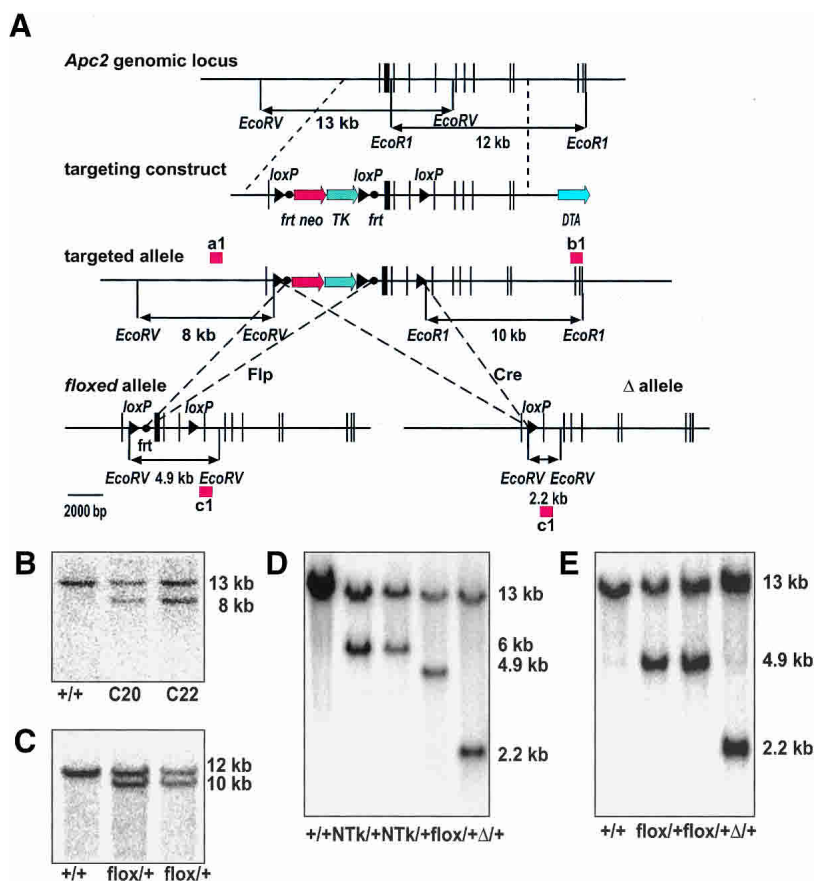 A
Apc2 genomic locus
EcoRV 13 kb EcoRV
EcoR1 12 kb EcoR1
targeting construct
loxP loxP
frt neo TK frt DTA
a1 b1
targeted allele
EcoRV 8 kb EcoRV EcoR1 10 kb EcoR1
Flp Cre
floxed allele Δ allele
loxP loxP loxP
frt
EcoRV 4.9 kb EcoRV EcoRV EcoRV
2.2 kb
c1 c1
2000 bp
B
13 kb
8 kb
+/+ C20 C22
C
12 kb
10 kb
+/+ flox/+ flox/+
D
13 kb
6 kb
4.9 kb
2.2 kb
+/+NTk/+NTk/+flox/+Δ/+
E
13 kb
4.9 kb
2.2 kb
+/+ flox/+flox/+Δ/+